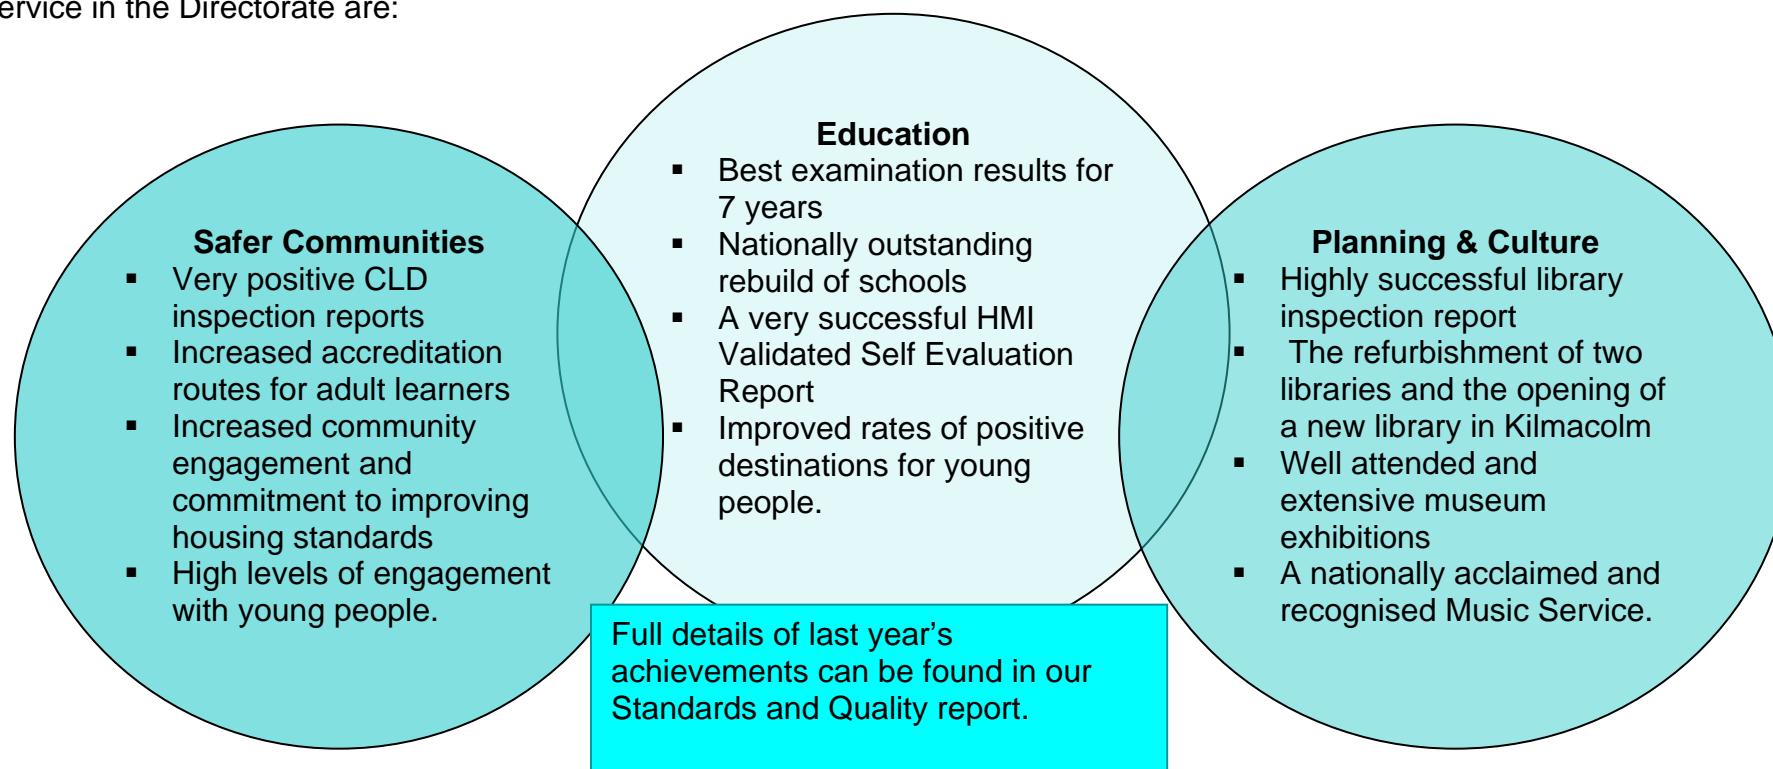 ervice in the Directorate are:
Safer Communities
▪ Very positive CLD
inspection reports
▪ Increased accreditation
routes for adult learners
▪ Increased community
engagement and
commitment to improving
housing standards
▪ High levels of engagement
with young people.
Education
▪ Best examination results for
7 years
▪ Nationally outstanding
rebuild of schools
▪ A very successful HMI
Validated Self Evaluation
Report
▪ Improved rates of positive
destinations for young
people.
Planning & Culture
▪ Highly successful library
inspection report
▪ The refurbishment of two
libraries and the opening of
a new library in Kilmacolm
▪ Well attended and
extensive museum
exhibitions
▪ A nationally acclaimed and
recognised Music Service.
Full details of last year’s
achievements can be found in our
Standards and Quality report.